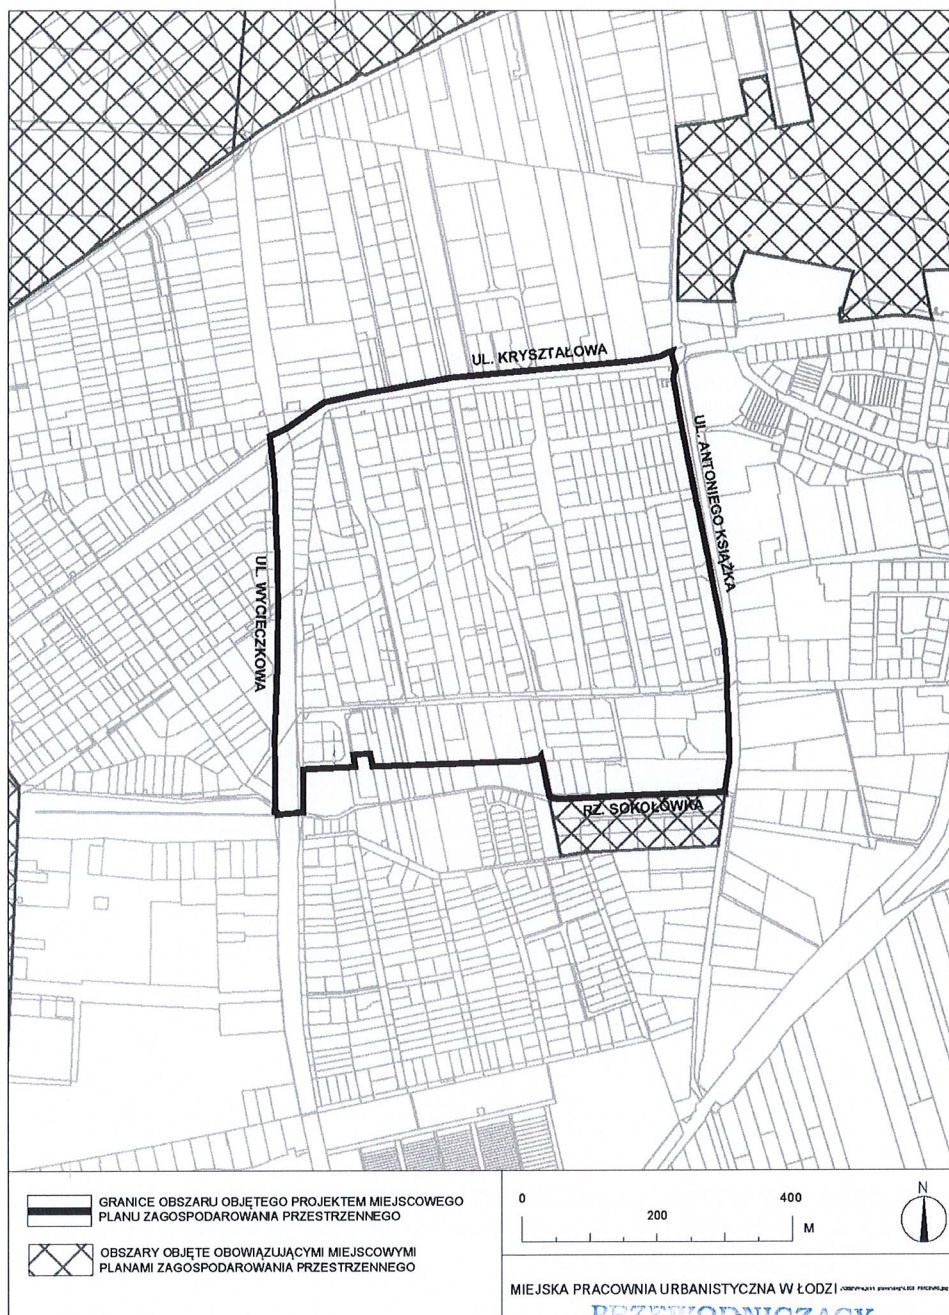 UL. KRYSZTAŁOWA
UL. ANTONIEGO KSIĄŻKA
UL. WYCIECZKOWA
RZ. SOKOŁÓWKA
GRANICE OBSZARU OBJĘTEGO PROJEKTEM MIEJSCOWEGO
PLANU ZAGOSPODAROWANIA PRZESTRZENNEGO
OBSZARY OBJĘTE OBOWIĄZUJĄCYMI MIEJSCOWYMI
PLANAMI ZAGOSPODAROWANIA PRZESTRZENNEGO
0 400
200 M
N
MIEJSKA PRACOWNIA URBANISTYCZNA W ŁODZI
PRZEWODNICZĄCY